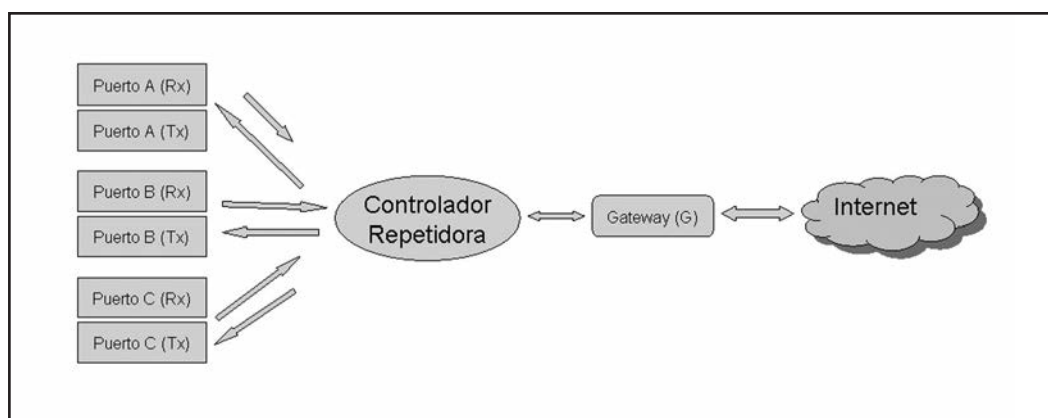 Puerto A (Rx)
Puerto A (Tx)
Puerto B (Rx)
Puerto B (Tx)
Puerto C (Rx)
Puerto C (Tx)
Controlador
Repetidora
Gateway (G)
Internet